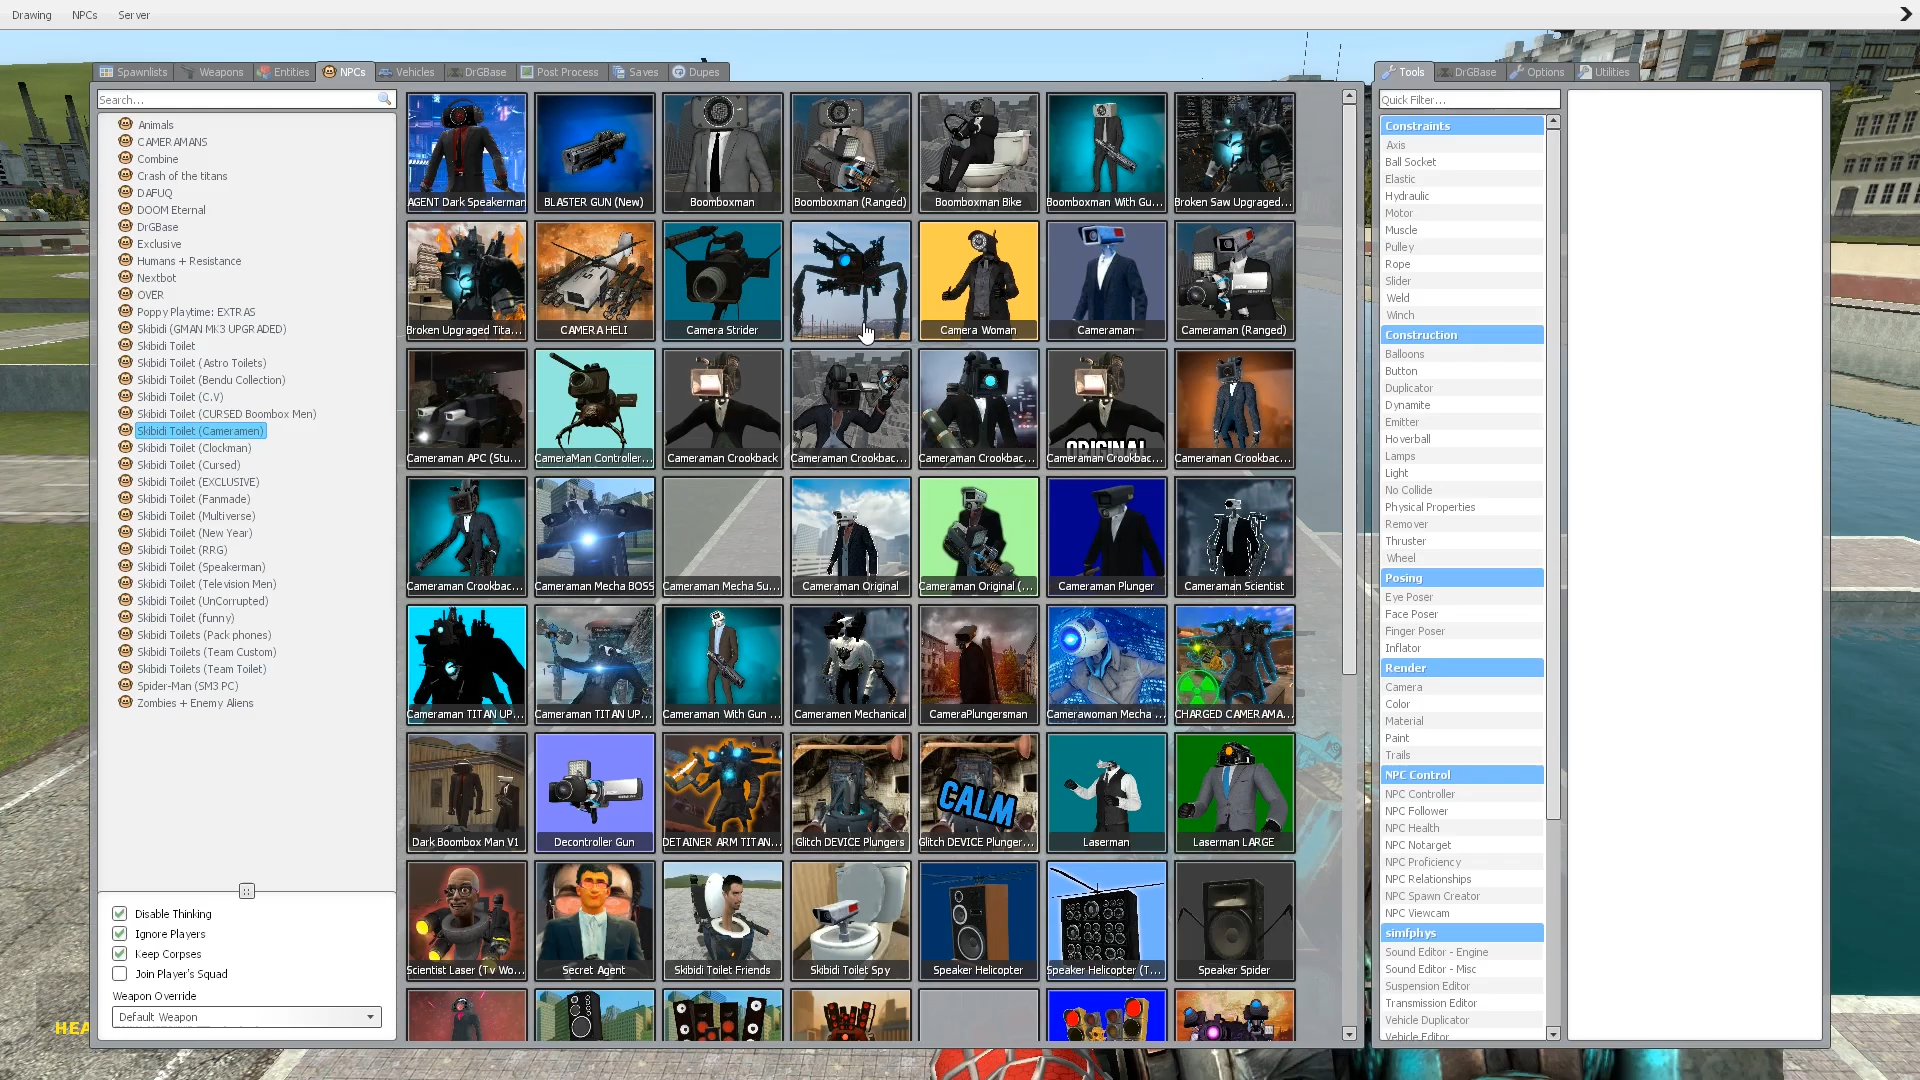 Drawing NPCs Server
Spawnlists Weapons Entities NPCs Vehicles DrGBase Post Process Saves Dupes
Tools DrGBase Options Utilities
Search...
Animals
CAMERAMANS
Combine
Crash of the titans
DAFUQ
DOOM Eternal
DrGBase
Exclusive
Humans + Resistance
Nextbot
OVER
Poppy Playtime: EXTRAS
Skibidi (GMAN MK3 UPGRADED)
Skibidi Toilet
Skibidi Toilet (Astro Toilets)
Skibidi Toilet (Bendu Collection)
Skibidi Toilet (C.V)
Skibidi Toilet (CURSED Boombox Men)
Skibidi Toilet (Cameramen)
Skibidi Toilet (Clockman)
Skibidi Toilet (Cursed)
Skibidi Toilet (EXCLUSIVE)
Skibidi Toilet (Fanmade)
Skibidi Toilet (Multiverse)
Skibidi Toilet (New Year)
Skibidi Toilet (RRG)
Skibidi Toilet (Speakerman)
Skibidi Toilet (Television Men)
Skibidi Toilet (UnCorrupted)
Skibidi Toilet (funny)
Skibidi Toilets (Pack phones)
Skibidi Toilets (Team Custom)
Skibidi Toilets (Team Toilet)
Spider-Man (SM3 PC)
Zombies + Enemy Aliens
Disable Thinking
Ignore Players
Keep Corpses
Join Player's Squad
Weapon Override
Default Weapon
HEA
AGENT Dark Speakerman BLASTER GUN (New) Boomboxman Boomboxman (Ranged) Boomboxman Bike Boomboxman With Gu... Broken Saw Upgraded...
Broken Upgraded Tita... CAMERA HELI Camera Strider Camera Woman Cameraman Cameraman (Ranged)
ORIGINAL
Cameraman APC (Stu... CameraMan Controller... Cameraman Crookback Cameraman Crookbac... Cameraman Crookbac... Cameraman Crookbac... Cameraman Crookbac...
Cameraman Crookbac... Cameraman Mecha BOSS Cameraman Mecha Su... Cameraman Original Cameraman Original (... Cameraman Plunger Cameraman Scientist
Cameraman TITAN UP... Cameraman TITAN UP... Cameraman With Gun ... Cameramen Mechanical CameraPlungersman Camerawoman Mecha ... CHARGED CAMERAMA...
CALM
Dark Boombox Man V1 Decontroller Gun DETAINER ARM TITAN... Glitch DEVICE Plungers Glitch DEVICE Plunger... Laserman Laserman LARGE
Scientist Laser (Tv Wo... Secret Agent Skibidi Toilet Friends Skibidi Toilet Spy Speaker Helicopter Speaker Helicopter (T... Speaker Spider
Quick Filter...
Constraints
Axis
Ball Socket
Elastic
Hydraulic
Motor
Muscle
Pulley
Rope
Slider
Weld
Winch
Construction
Balloons
Button
Duplicator
Dynamite
Emitter
Hoverball
Lamps
Light
No Collide
Physical Properties
Remover
Thruster
Wheel
Posing
Eye Poser
Face Poser
Finger Poser
Inflator
Render
Camera
Color
Material
Paint
Trails
NPC Control
NPC Controller
NPC Follower
NPC Health
NPC Notarget
NPC Proficiency
NPC Relationships
NPC Spawn Creator
NPC Viewcam
simfphys
Sound Editor - Engine
Sound Editor - Misc
Suspension Editor
Transmission Editor
Vehicle Duplicator
Vehicle Editor